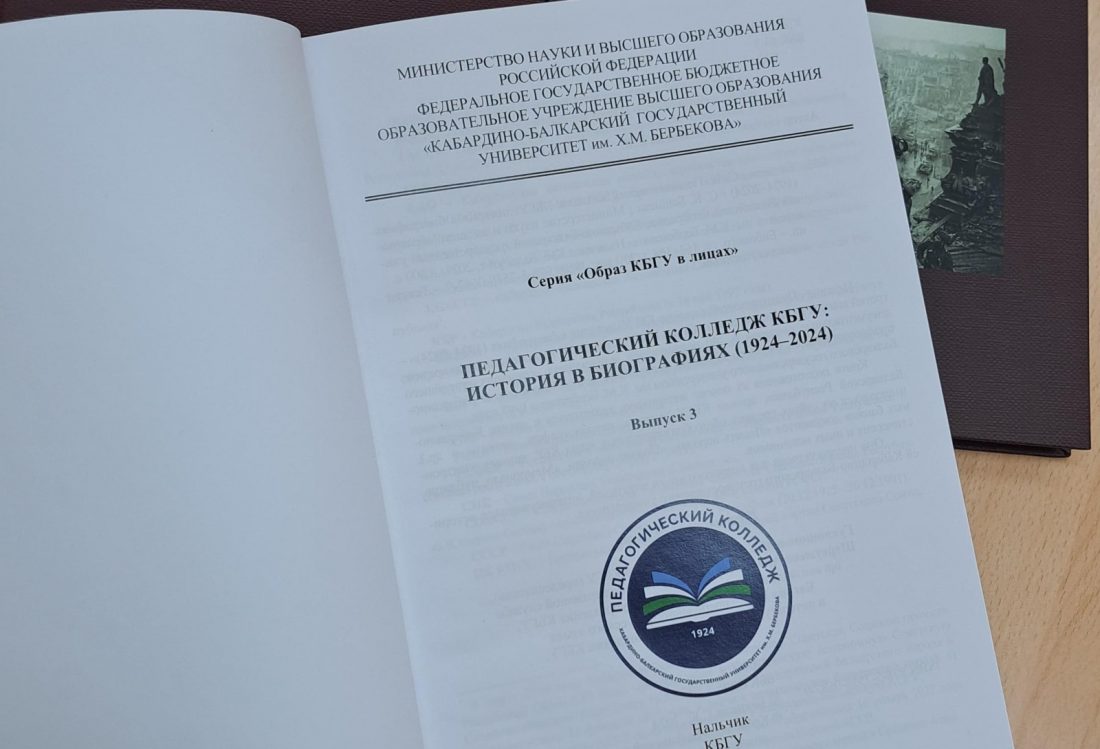 МИНИСТЕРСТВО НАУКИ И ВЫСШЕГО ОБРАЗОВАНИЯ
РОССИЙСКОЙ ФЕДЕРАЦИИ
ФЕДЕРАЛЬНОЕ ГОСУДАРСТВЕННОЕ БЮДЖЕТНОЕ
ОБРАЗОВАТЕЛЬНОЕ УЧРЕЖДЕНИЕ ВЫСШЕГО ОБРАЗОВАНИЯ
«КАБАРДИНО-БАЛКАРСКИЙ ГОСУДАРСТВЕННЫЙ
УНИВЕРСИТЕТ им. Х.М. БЕРБЕКОВА»
Серия «Образ КБГУ в лицах»
ПЕДАГОГИЧЕСКИЙ КОЛЛЕДЖ КБГУ:
ИСТОРИЯ В БИОГРАФИЯХ (1924–2024)
Выпуск 3
ПЕДАГОГИЧЕСКИЙ КОЛЛЕДЖ
1924
КАБАРДИНО-БАЛКАРСКИЙ ГОСУДАРСТВЕННЫЙ УНИВЕРСИТЕТ им. Х.М. БЕРБЕКОВА
Нальчик
КБГУ